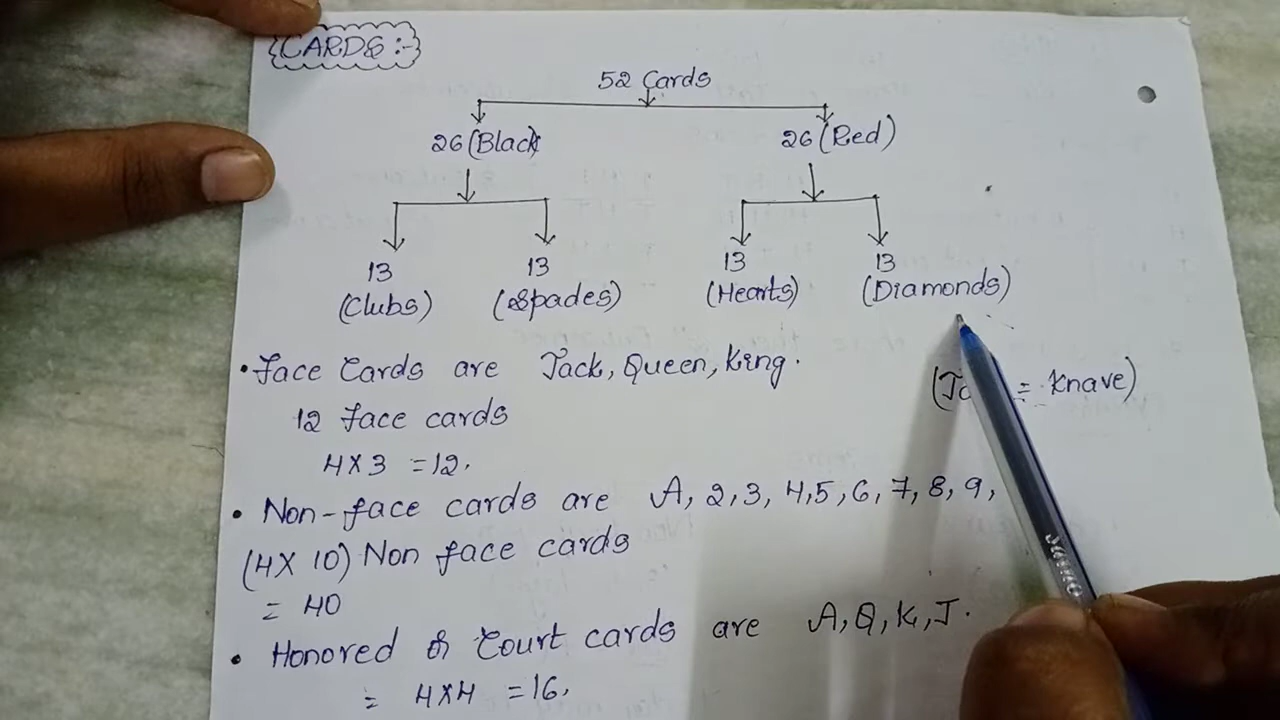 CARDS :-
52 Cards
26 (Black) 26 (Red)
13 13 13 13
(Clubs) (Spades) (Hearts) (Diamonds)
• Face Cards are Jack, Queen, King.
(= Knave)
12 face cards
4 X 3 = 12.
• Non-face cards are A, 2, 3, 4, 5, 6, 7, 8, 9,
(4 X 10) Non face cards
= 40
• Honored or Court cards are A, Q, K, J.
= 4 X 4 = 16.